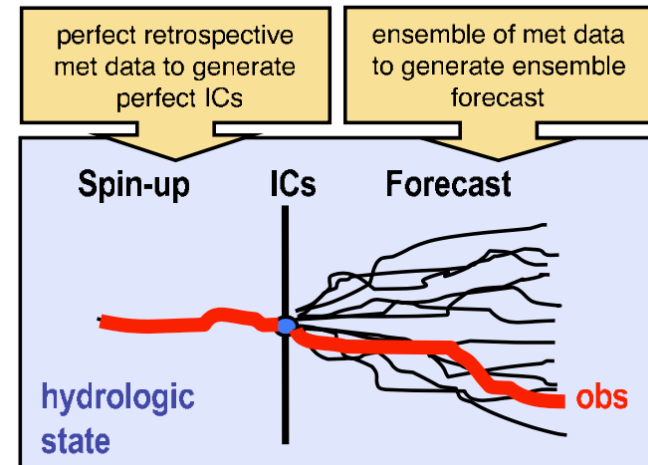 perfect retrospective
met data to generate
perfect ICs
ensemble of met data
to generate ensemble
forecast
Spin-up
ICs
Forecast
hydrologic
state
obs